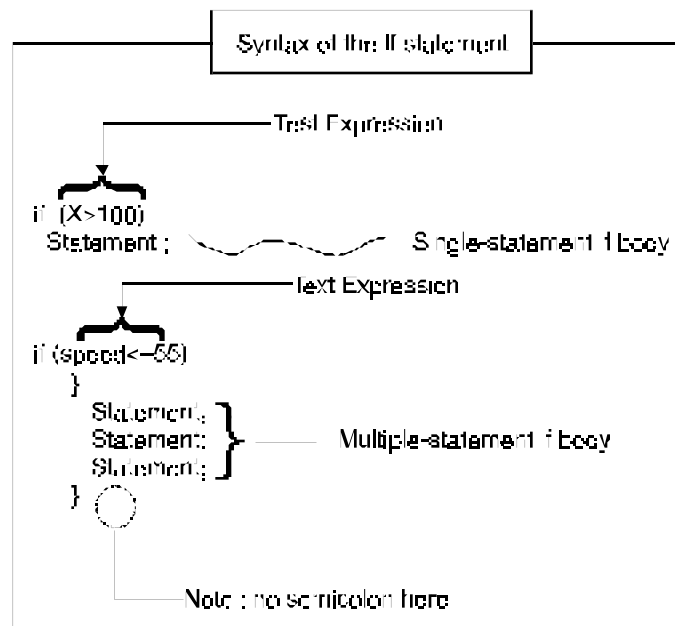 Syntax of the If statement
Test Expression
if (X>100)
Statement ;
Single-statement if body
Text Expression
if (speed<=55)
}
Statement;
Statement;
Statement;
Multiple-statement if body
}
Note : no semicolon here